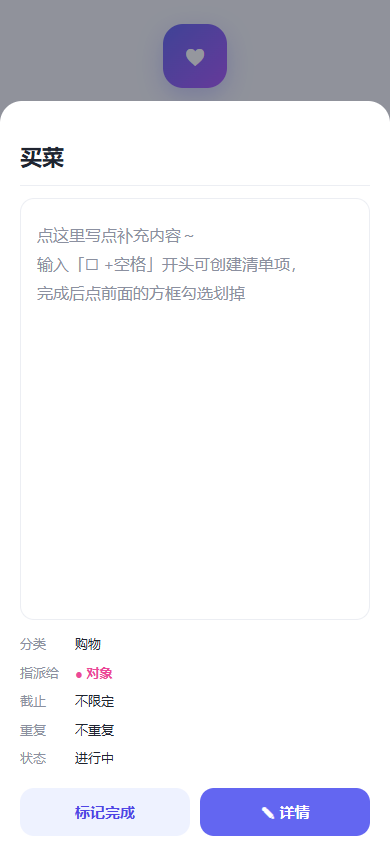 买菜
点这里写点补充内容~
输入「☐ +空格」开头可创建清单项，
完成后点前面的方框勾选划掉
分类 购物
指派给 ● 对象
截止 不限定
重复 不重复
状态 进行中
标记完成 ✎ 详情